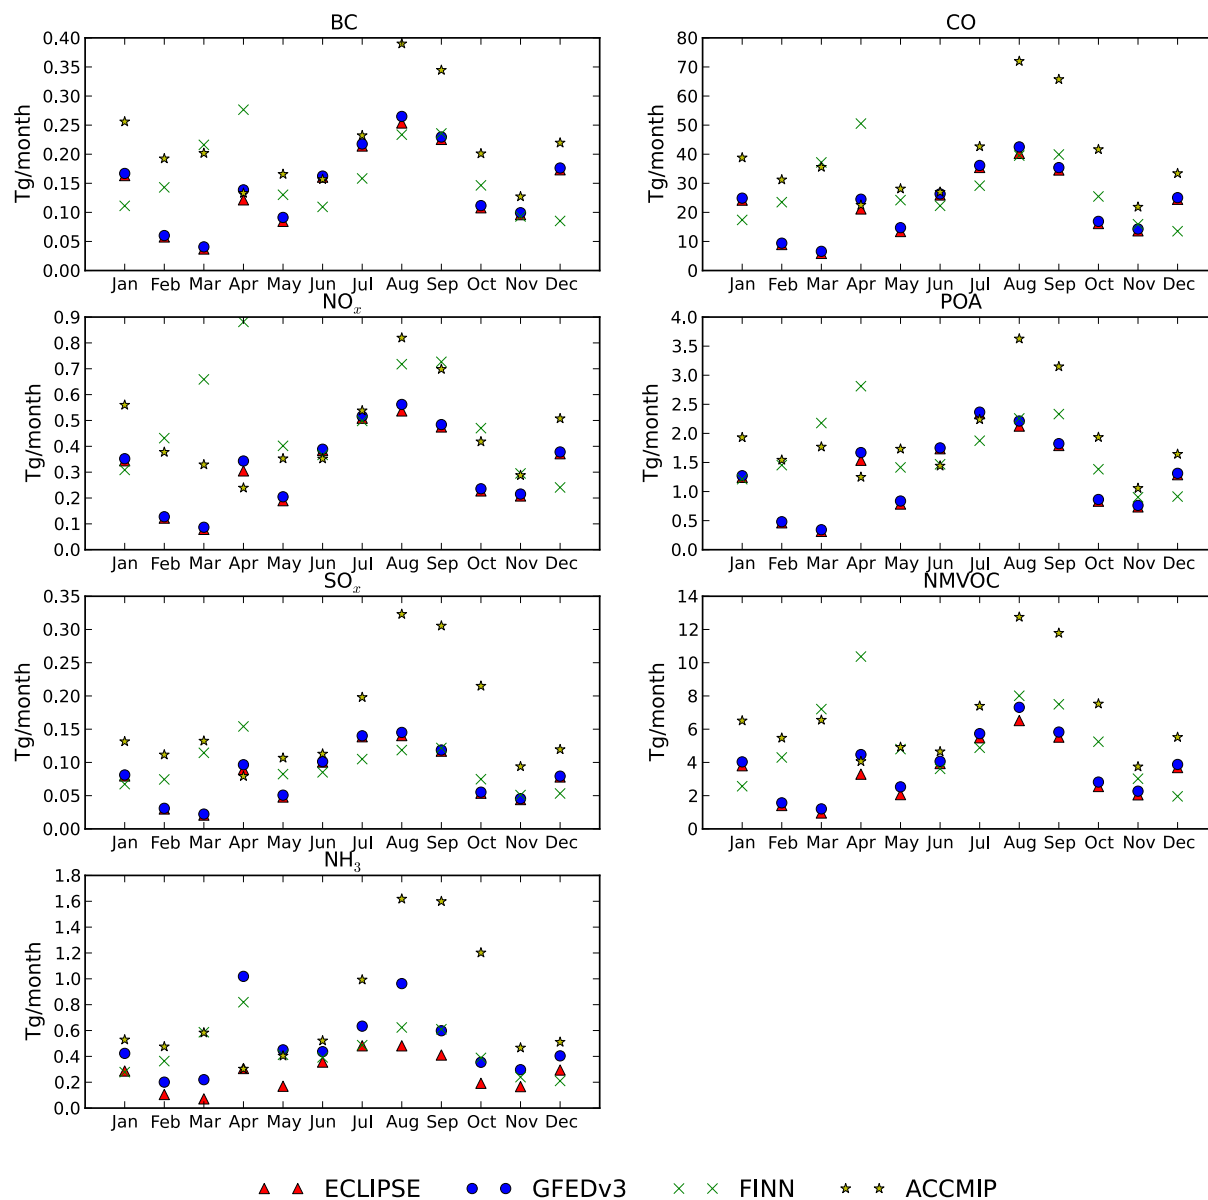 BC
Tg/month
0.40
0.35
0.30
0.25
0.20
0.15
0.10
0.05
0.00
Jan Feb Mar Apr May Jun Jul Aug Sep Oct Nov Dec
CO
Tg/month
80
70
60
50
40
30
20
10
0
Jan Feb Mar Apr May Jun Jul Aug Sep Oct Nov Dec
NOx
Tg/month
0.9
0.8
0.7
0.6
0.5
0.4
0.3
0.2
0.1
0.0
Jan Feb Mar Apr May Jun Jul Aug Sep Oct Nov Dec
POA
Tg/month
4.0
3.5
3.0
2.5
2.0
1.5
1.0
0.5
0.0
Jan Feb Mar Apr May Jun Jul Aug Sep Oct Nov Dec
SOx
Tg/month
0.35
0.30
0.25
0.20
0.15
0.10
0.05
0.00
Jan Feb Mar Apr May Jun Jul Aug Sep Oct Nov Dec
NMVOC
Tg/month
14
12
10
8
6
4
2
0
Jan Feb Mar Apr May Jun Jul Aug Sep Oct Nov Dec
NH3
Tg/month
1.8
1.6
1.4
1.2
1.0
0.8
0.6
0.4
0.2
0.0
Jan Feb Mar Apr May Jun Jul Aug Sep Oct Nov Dec
ECLIPSE GFEDv3 FINN ACCMIP